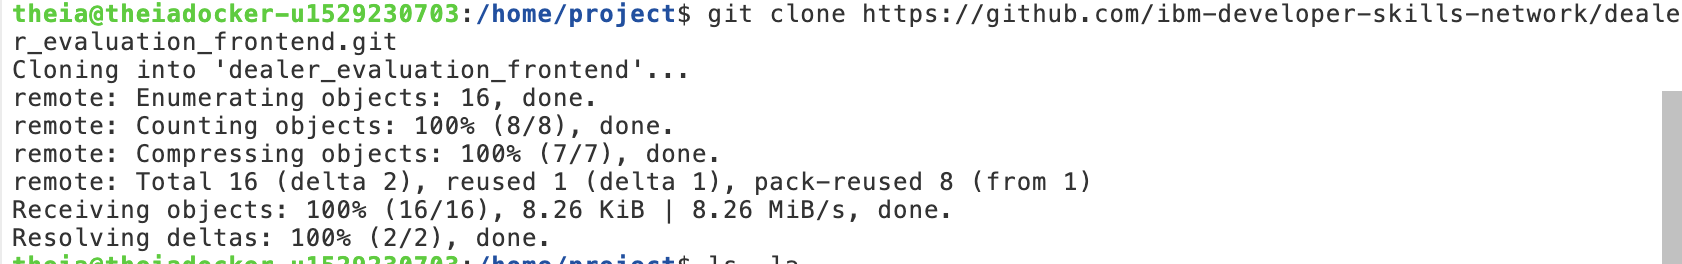 theia@theiadocker-u1529230703:/home/project$ git clone https://github.com/ibm-developer-skills-network/deale
r_evaluation_frontend.git
Cloning into 'dealer_evaluation_frontend'...
remote: Enumerating objects: 16, done.
remote: Counting objects: 100% (8/8), done.
remote: Compressing objects: 100% (7/7), done.
remote: Total 16 (delta 2), reused 1 (delta 1), pack-reused 8 (from 1)
Receiving objects: 100% (16/16), 8.26 KiB | 8.26 MiB/s, done.
Resolving deltas: 100% (2/2), done.
theia@theiadocker-u1529230703:/home/project$ ls